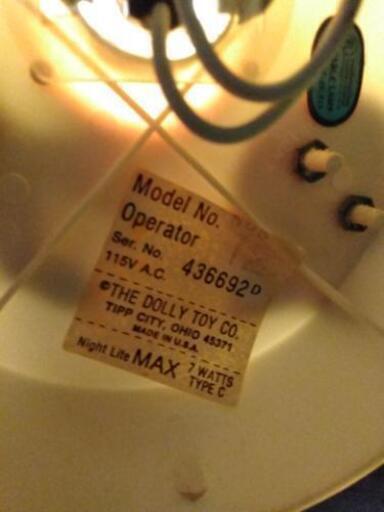 Model No.
Operator
Ser. No. 436692D
115V A.C.
©THE DOLLY TOY CO.
TIPP CITY, OHIO 45371
MADE IN U.S.A.
Night Lite MAX 7 WATTS
TYPE C